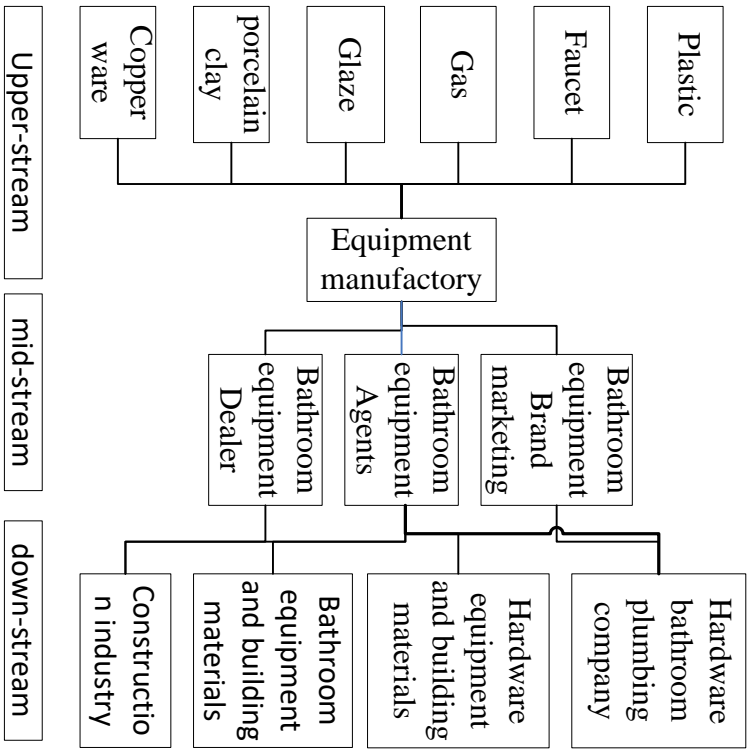 Upper-stream
mid-stream
down-stream
Copper
ware
porcelain
clay
Glaze
Gas
Faucet
Plastic
Equipment
manufactory
Bathroom
equipment
Dealer
Bathroom
equipment
Agents
Bathroom
equipment
Brand
marketing
Constructio
n industry
Bathroom
equipment
and building
materials
Hardware
equipment
and building
materials
Hardware
bathroom
plumbing
company